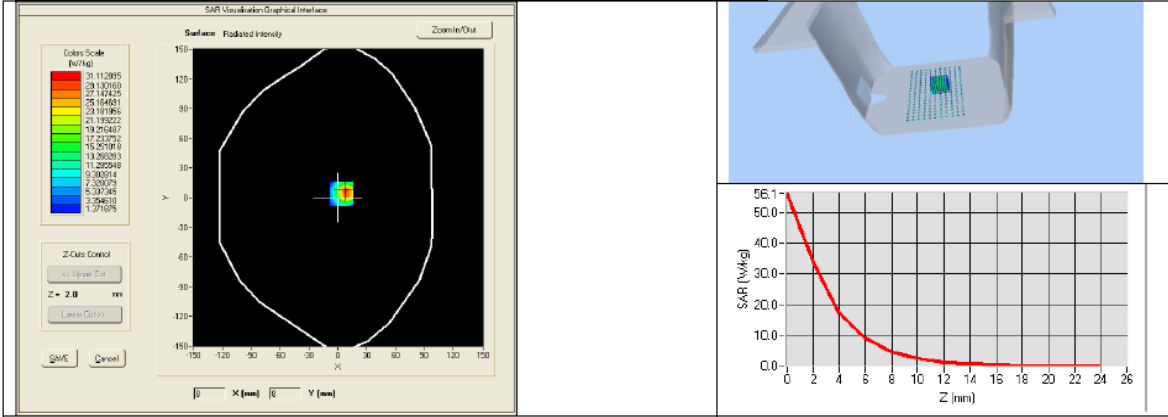 SAR Visualisation Graphical Interface
Surface Radiated Intensity
Zoom In/Out
Colors Scale
(W/kg)
31.112895
29.130160
27.147425
25.164691
23.181956
21.199222
19.216487
17.233752
15.251018
13.268283
11.285548
9.302814
7.320079
5.337345
3.354610
1.371875
Z-Cuts Control
<< Upper Cut
Z = 2.0 mm
Lower Cut >>
SAVE Cancel
150
120
90
60
30
0
-30
-60
-90
-120
-150
Y
-150 -120 -90 -60 -30 0 30 60 90 120 150
X
0 X (mm) 0 Y (mm)
56.1
50.0
40.0
30.0
20.0
10.0
0.0
SAR (W/kg)
0 2 4 6 8 10 12 14 16 18 20 22 24 26
Z (mm)